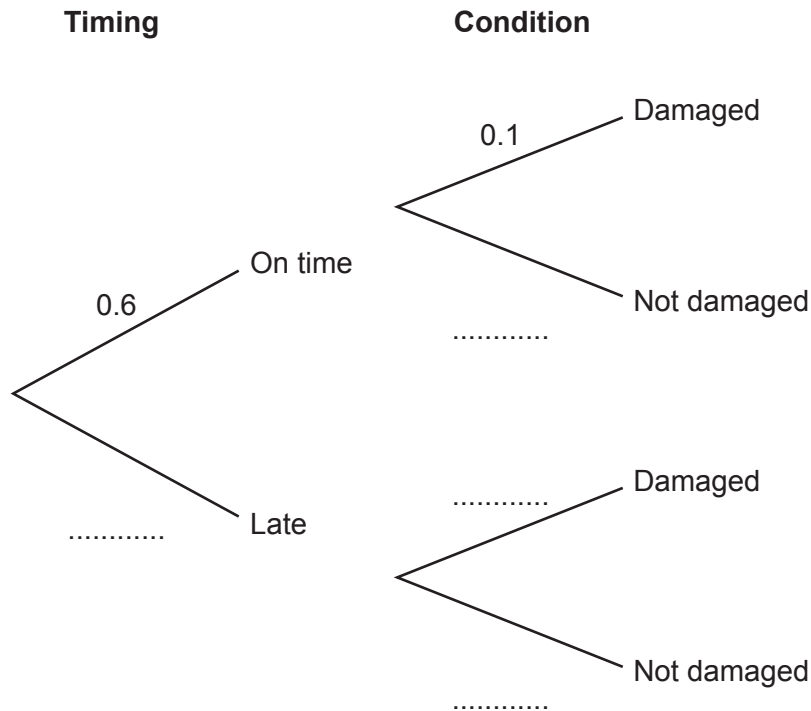 Timing Condition
Damaged
0.1
On time
Not damaged
0.6
............
Damaged
............
Late
............
Not damaged
............